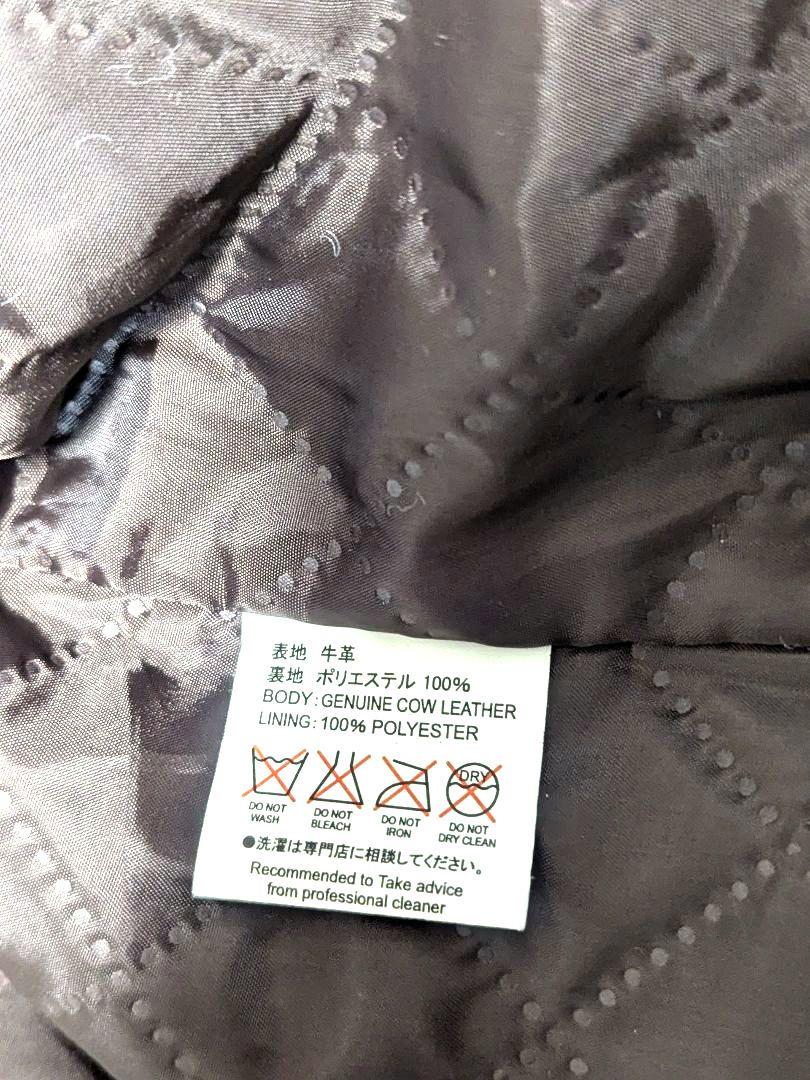 表地 牛革
裏地 ポリエステル 100%
BODY: GENUINE COW LEATHER
LINING: 100% POLYESTER
DRY
DO NOT WASH
DO NOT BLEACH
DO NOT IRON
DO NOT DRY CLEAN
●洗濯は専門店に相談してください。
Recommended to Take advice
from professional cleaner